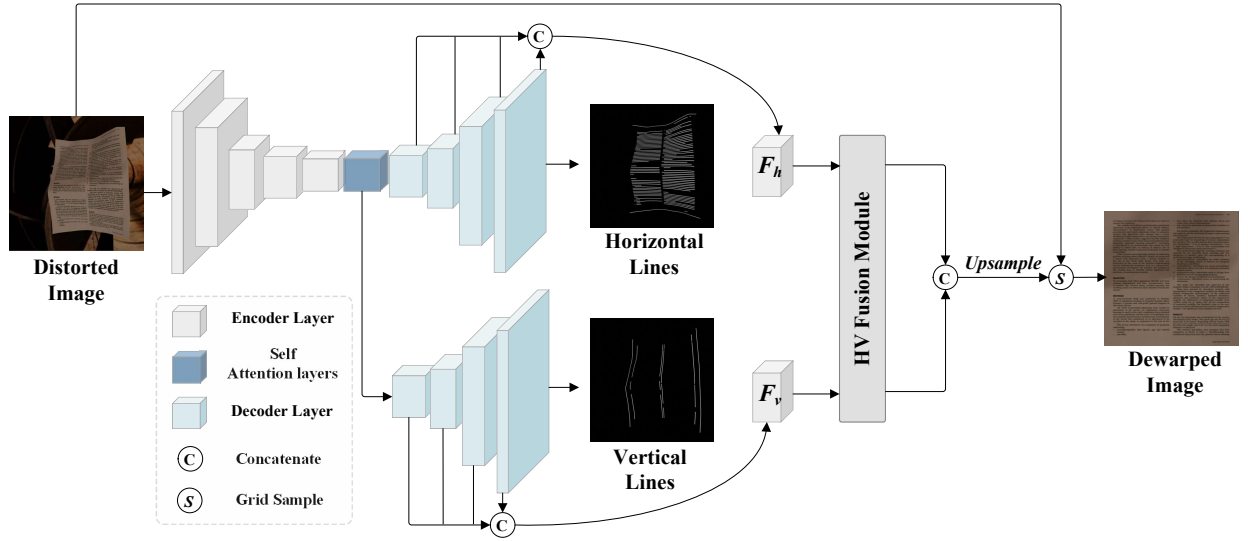 C
Distorted
Image
Horizontal
Lines
F_h
HV Fusion Module
C
Upsample
S
Dewarped
Image
Encoder Layer
Self
Attention layers
Decoder Layer
C Concatenate
S Grid Sample
Vertical
Lines
F_v
C